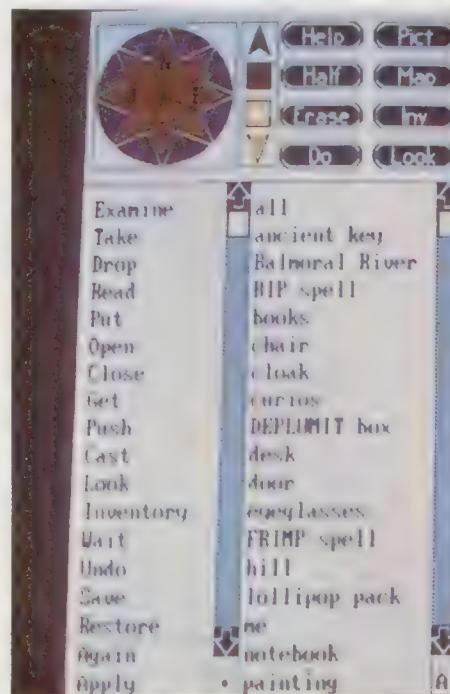 Help Pict
Half Map
Erase Inv
Do Look
Examine
Take
Drop
Read
Put
Open
Close
Get
Push
Cast
Look
Inventory
Wait
Undo
Save
Restore
Again
Apply
all
ancient key
Balmoral River
BIP spell
books
chair
cloak
curios
DEPLUMIT box
desk
door
eyeglasses
FRIMP spell
hill
lollipop pack
me
notebook
• painting
A